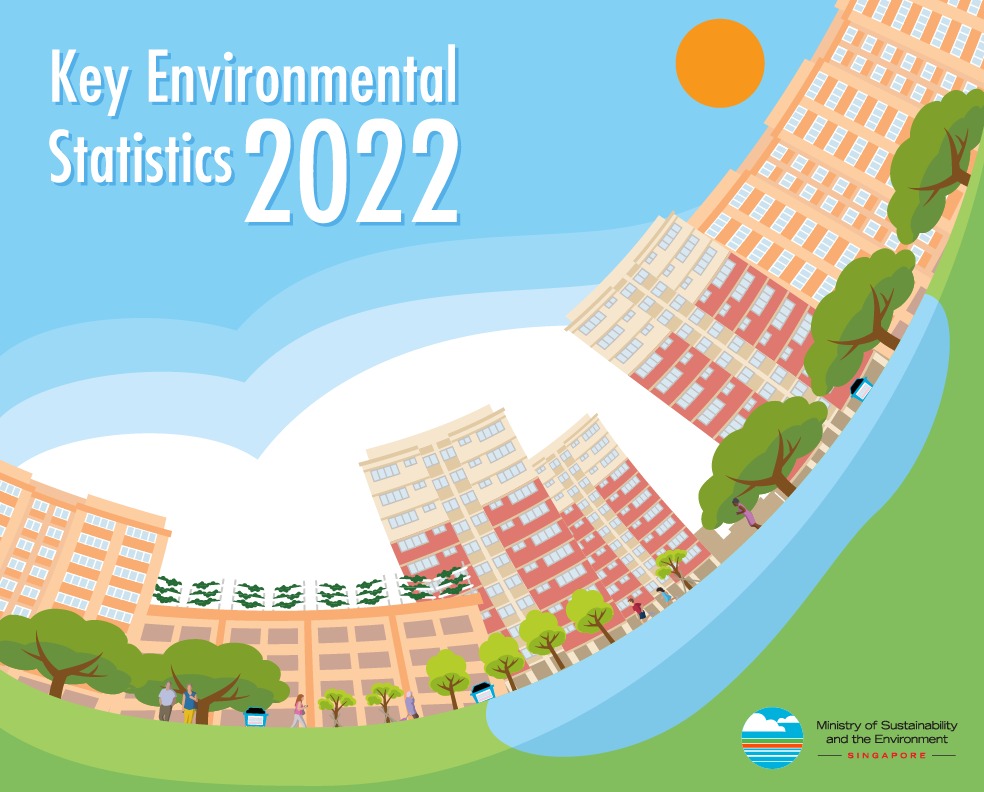 Key Environmental
Statistics 2022
Ministry of Sustainability
and the Environment
SINGAPORE